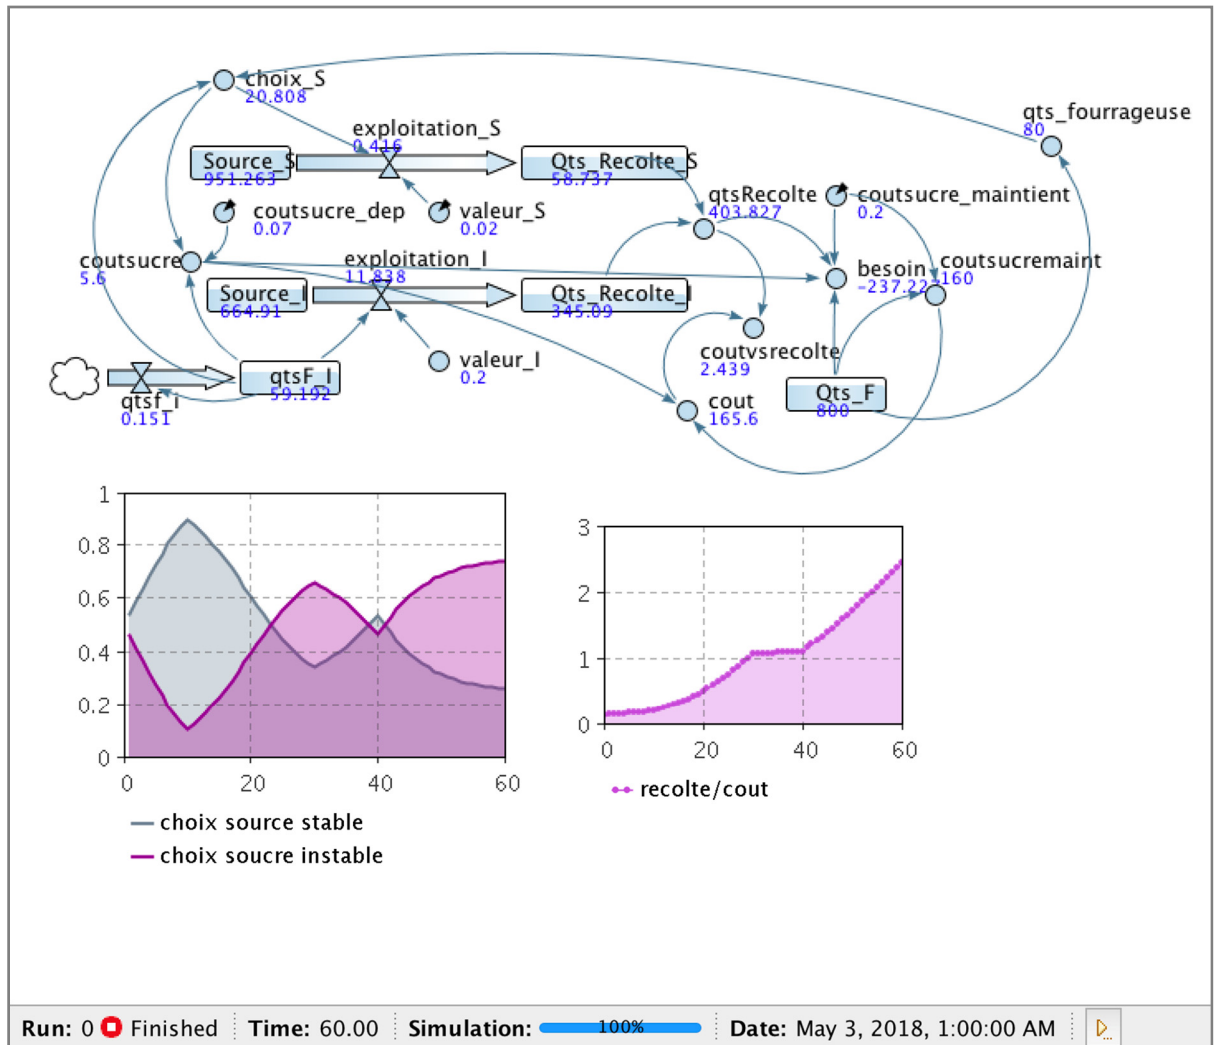 choix_S
20.808
qts_fourrageuse
80
exploitation_S
0.416
Source_S
951.263
Qts_Recolte_S
58.737
qtsRecolte
403.827
coutsucre_maintient
0.2
coutsucre_dep
0.07
valeur_S
0.02
coutsucre
5.6
exploitation_I
11.838
besoin
-237.227
coutsucremaint
160
Source_I
664.91
Qts_Recolte_I
345.09
coutvsrecolte
2.439
valeur_I
0.2
qtsF_I
59.192
qtsf_i
0.151
cout
165.6
Qts_F
800
1
0.8
0.6
0.4
0.2
0
0 20 40 60
choix source stable
choix soucre instable
3
2
1
0
0 20 40 60
recolte/cout
Run: 0 Finished Time: 60.00 Simulation: 100% Date: May 3, 2018, 1:00:00 AM